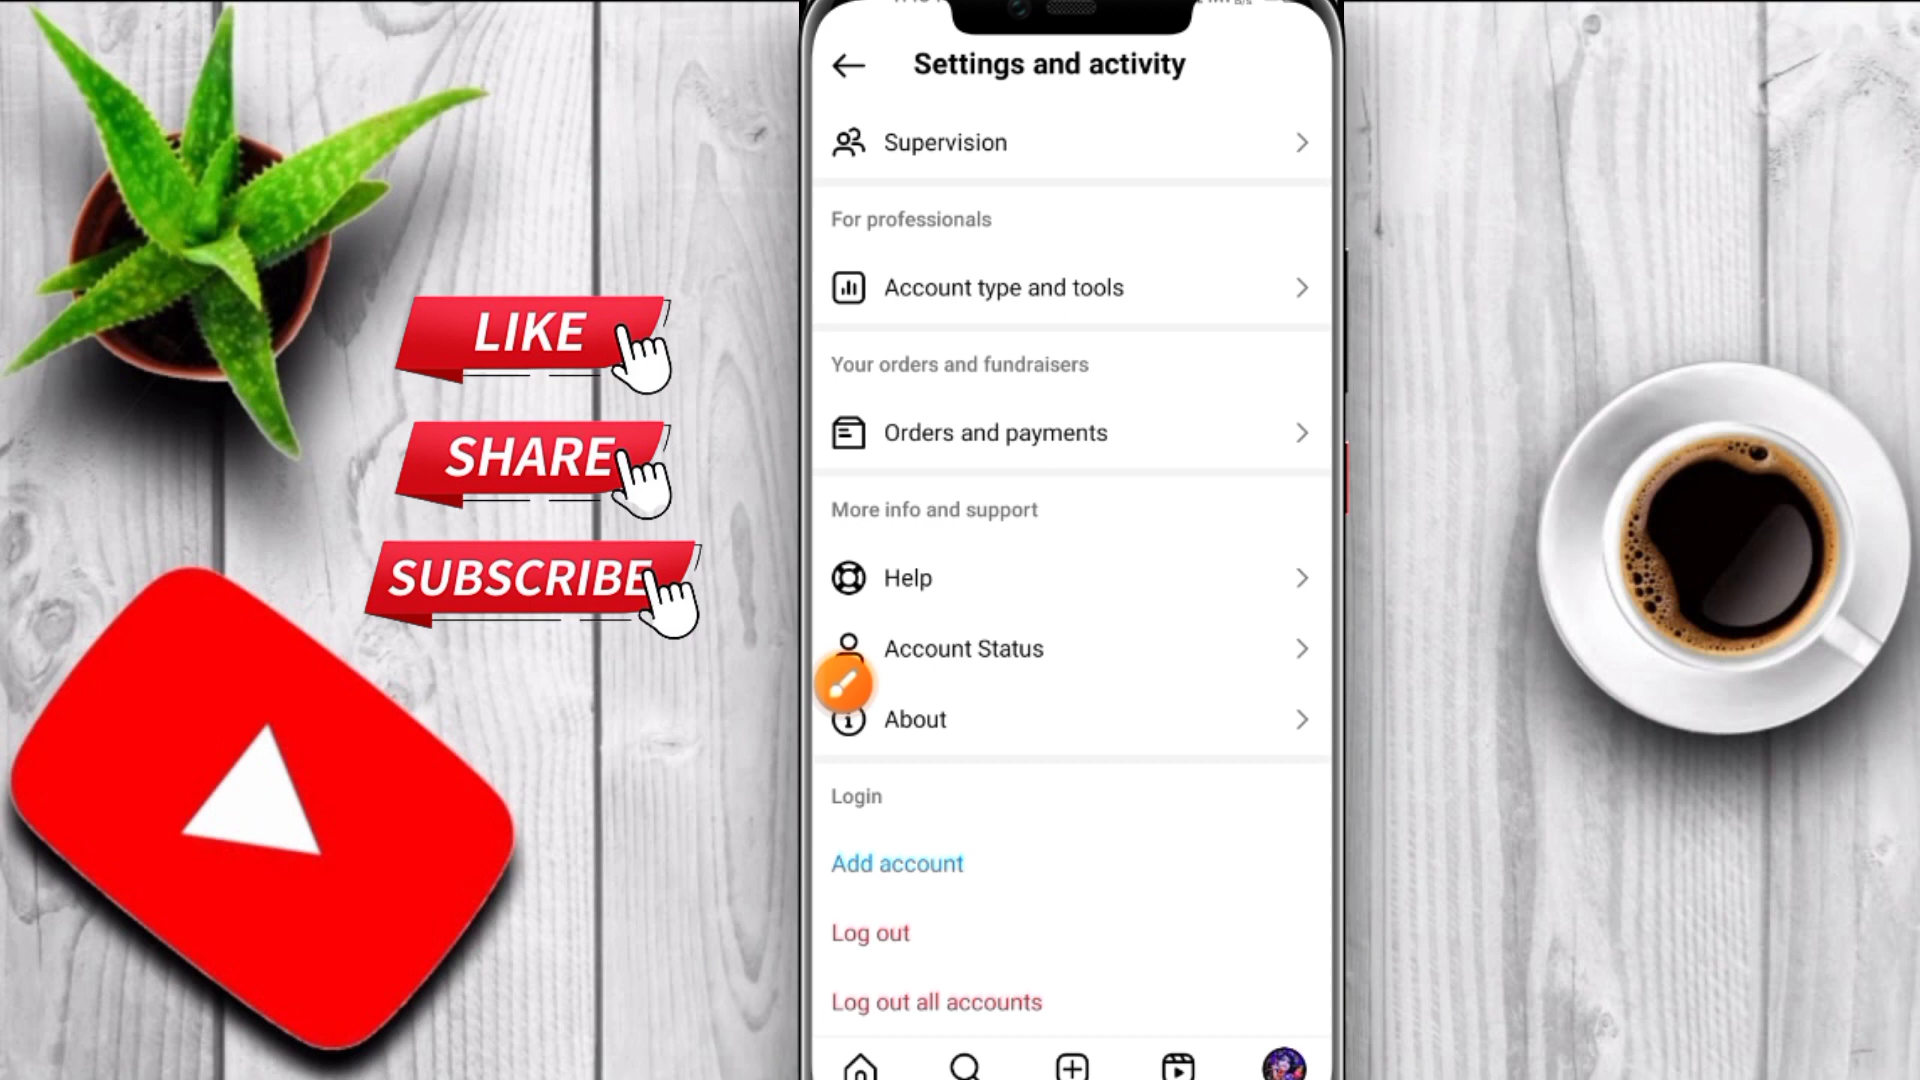 Settings and activity
Supervision
For professionals
Account type and tools
Your orders and fundraisers
Orders and payments
More info and support
Help
Account Status
About
Login
Add account
Log out
Log out all accounts
LIKE
SHARE
SUBSCRIBE